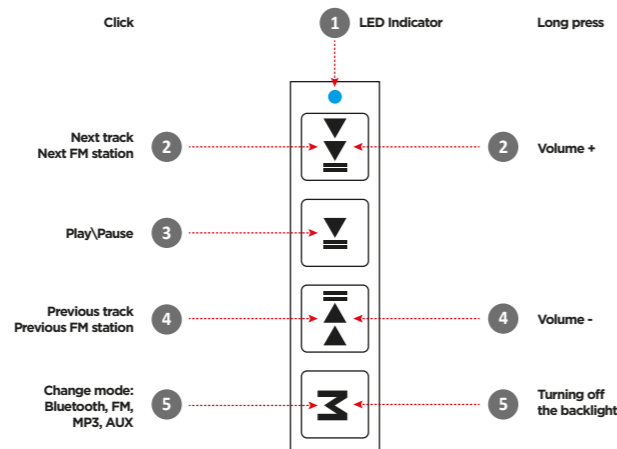 Click
1
LED Indicator
Long press
Next track
Next FM station
2
2
Volume +
Play\Pause
3
Previous track
Previous FM station
4
4
Volume -
Change mode:
Bluetooth, FM,
MP3, AUX
5
M
5
Turning off
the backlight